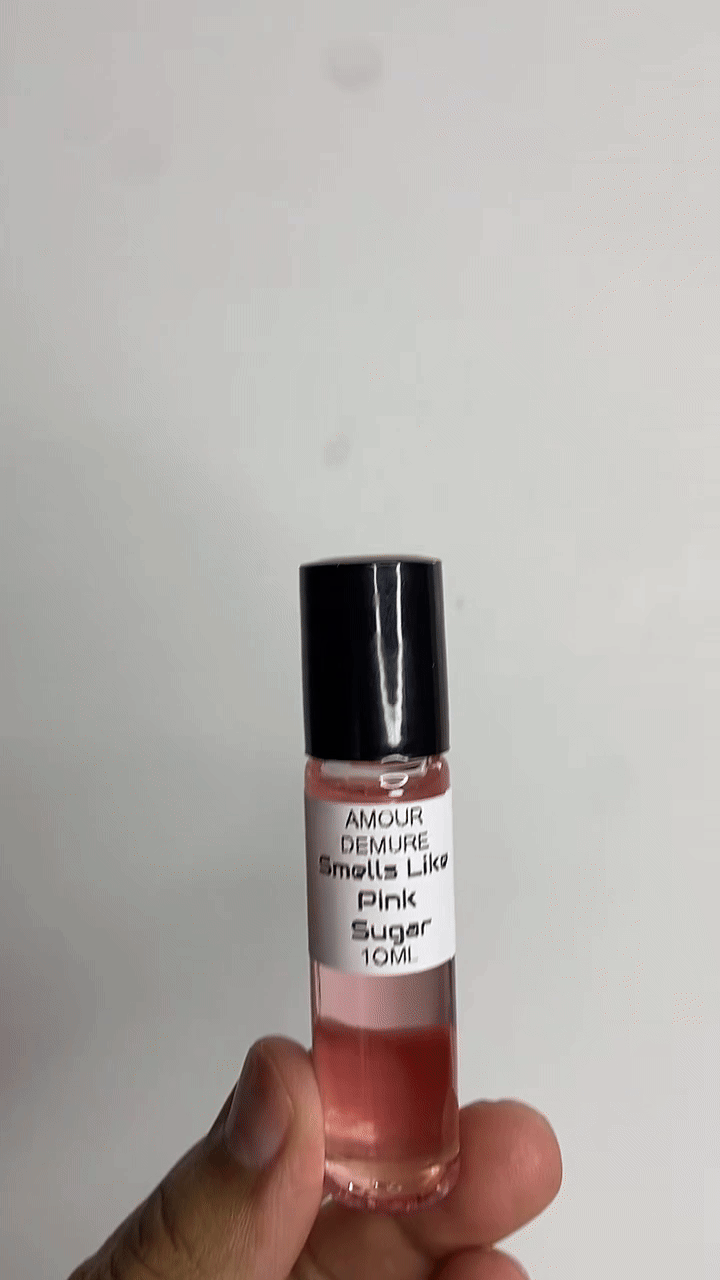 AMOUR
DEMURE
Smells Like
Pink
Sugar
10ML